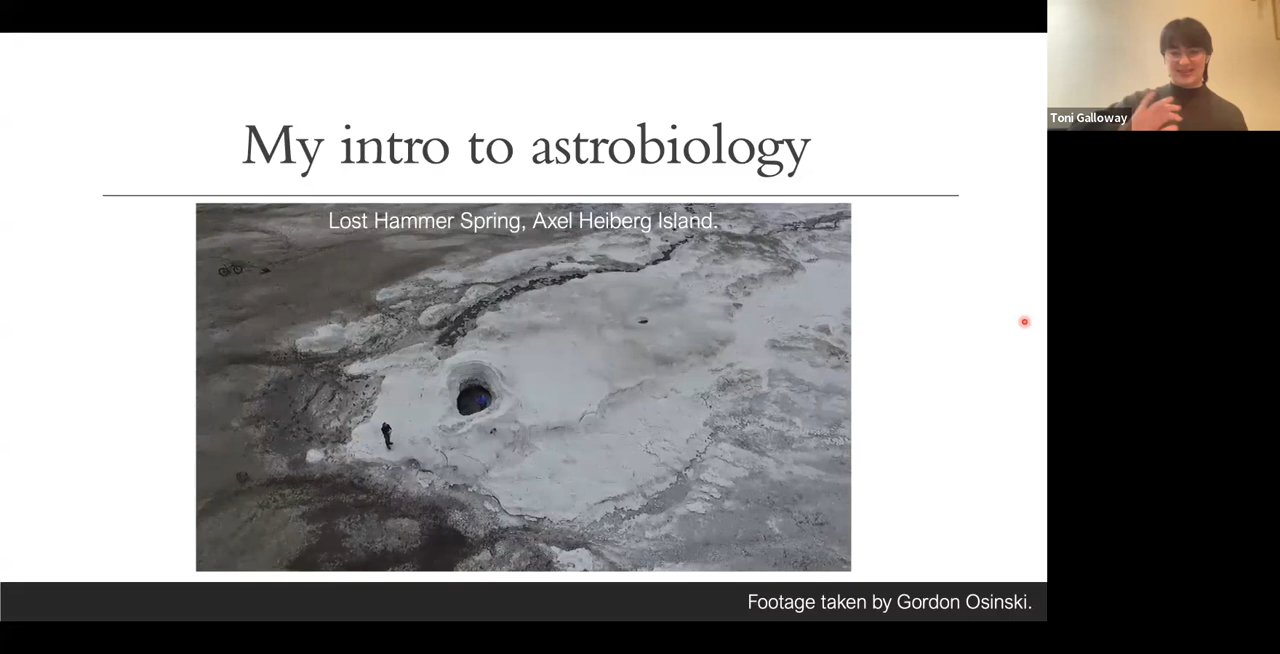 My intro to astrobiology
Lost Hammer Spring, Axel Heiberg Island.
Footage taken by Gordon Osinski.
Toni Galloway